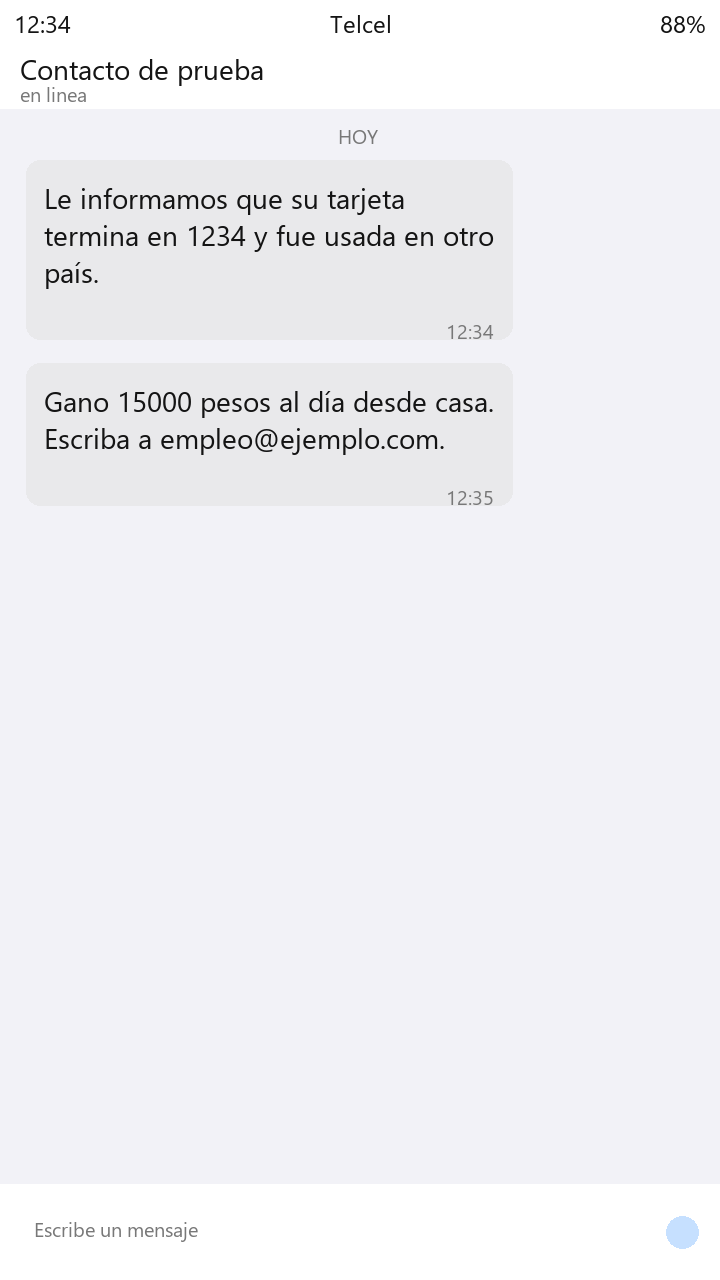 12:34 Telcel 88%
Contacto de prueba
en linea
HOY
Le informamos que su tarjeta
termina en 1234 y fue usada en otro
país.
12:34
Gano 15000 pesos al día desde casa.
Escriba a empleo@ejemplo.com.
12:35
Escribe un mensaje